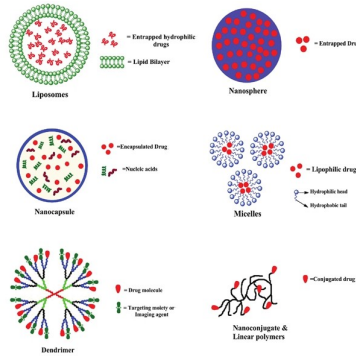 = Entrapped hydrophilic
drugs
= Lipid Bilayer
Liposomes
= Entrapped Dru
Nanosphere
=Encapsulated Drug
=Nucleic acids
Nanocapsule
Lipophilic drug
Hydrophilic head
Hydrophobic tail
Micelles
= Drug molecule
= Targeting moiety or
Imaging agent
Dendrimer
=Conjugated drug
Nanoconjugate &
Linear polymers